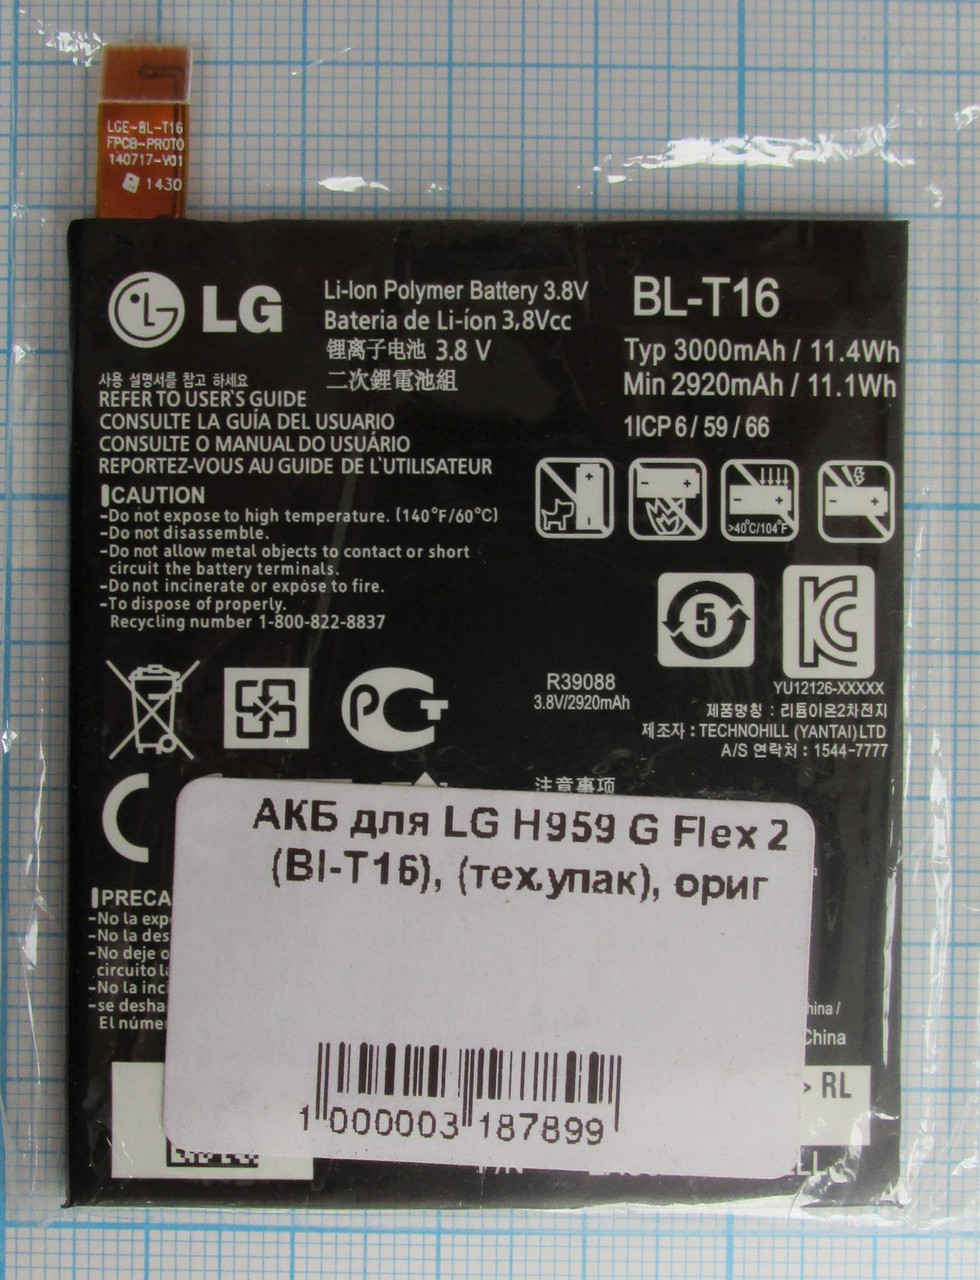 LGE-BL-T16
FPCB-PROTO
140717-V01
1430
LG
Li-Ion Polymer Battery 3.8V
Bateria de Li-íon 3,8Vcc
锂离子电池 3.8 V
二次鋰電池組
BL-T16
Typ 3000mAh / 11.4Wh
Min 2920mAh / 11.1Wh
1ICP6/59/66
사용 설명서를 참고 하세요
REFER TO USER'S GUIDE
CONSULTE LA GUÍA DEL USUARIO
CONSULTE O MANUAL DO USUÁRIO
REPORTEZ-VOUS AU GUIDE DE L'UTILISATEUR
CAUTION
-Do not expose to high temperature. (140°F/60°C)
-Do not disassemble.
-Do not allow metal objects to contact or short
circuit the battery terminals.
-Do not incinerate or expose to fire.
-To dispose of properly.
Recycling number 1-800-822-8837
>40°C/104°F
5
R39088
3.8V/2920mAh
YU12126-XXXXX
제품명칭 : 리튬이온2차전지
제조자 : TECHNOHILL (YANTAI).LTD
A/S 연락처 : 1544-7777
注意事项
АКБ для LG H959 G Flex 2
(Bl-T16), (тех.упак), ориг
PRECA
-No la exp
-No la des
-No deje o
circuito la
-No la inci
-se desha
El númer
hina /
China
> RL
1 000003 187899